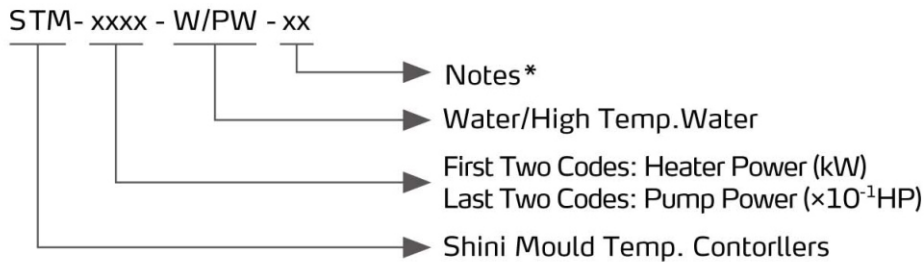 STM- xxxx - W/PW - xx
Notes*
Water/High Temp.Water
First Two Codes: Heater Power (kW)
Last Two Codes: Pump Power (×10⁻¹HP)
Shini Mould Temp. Contorllers